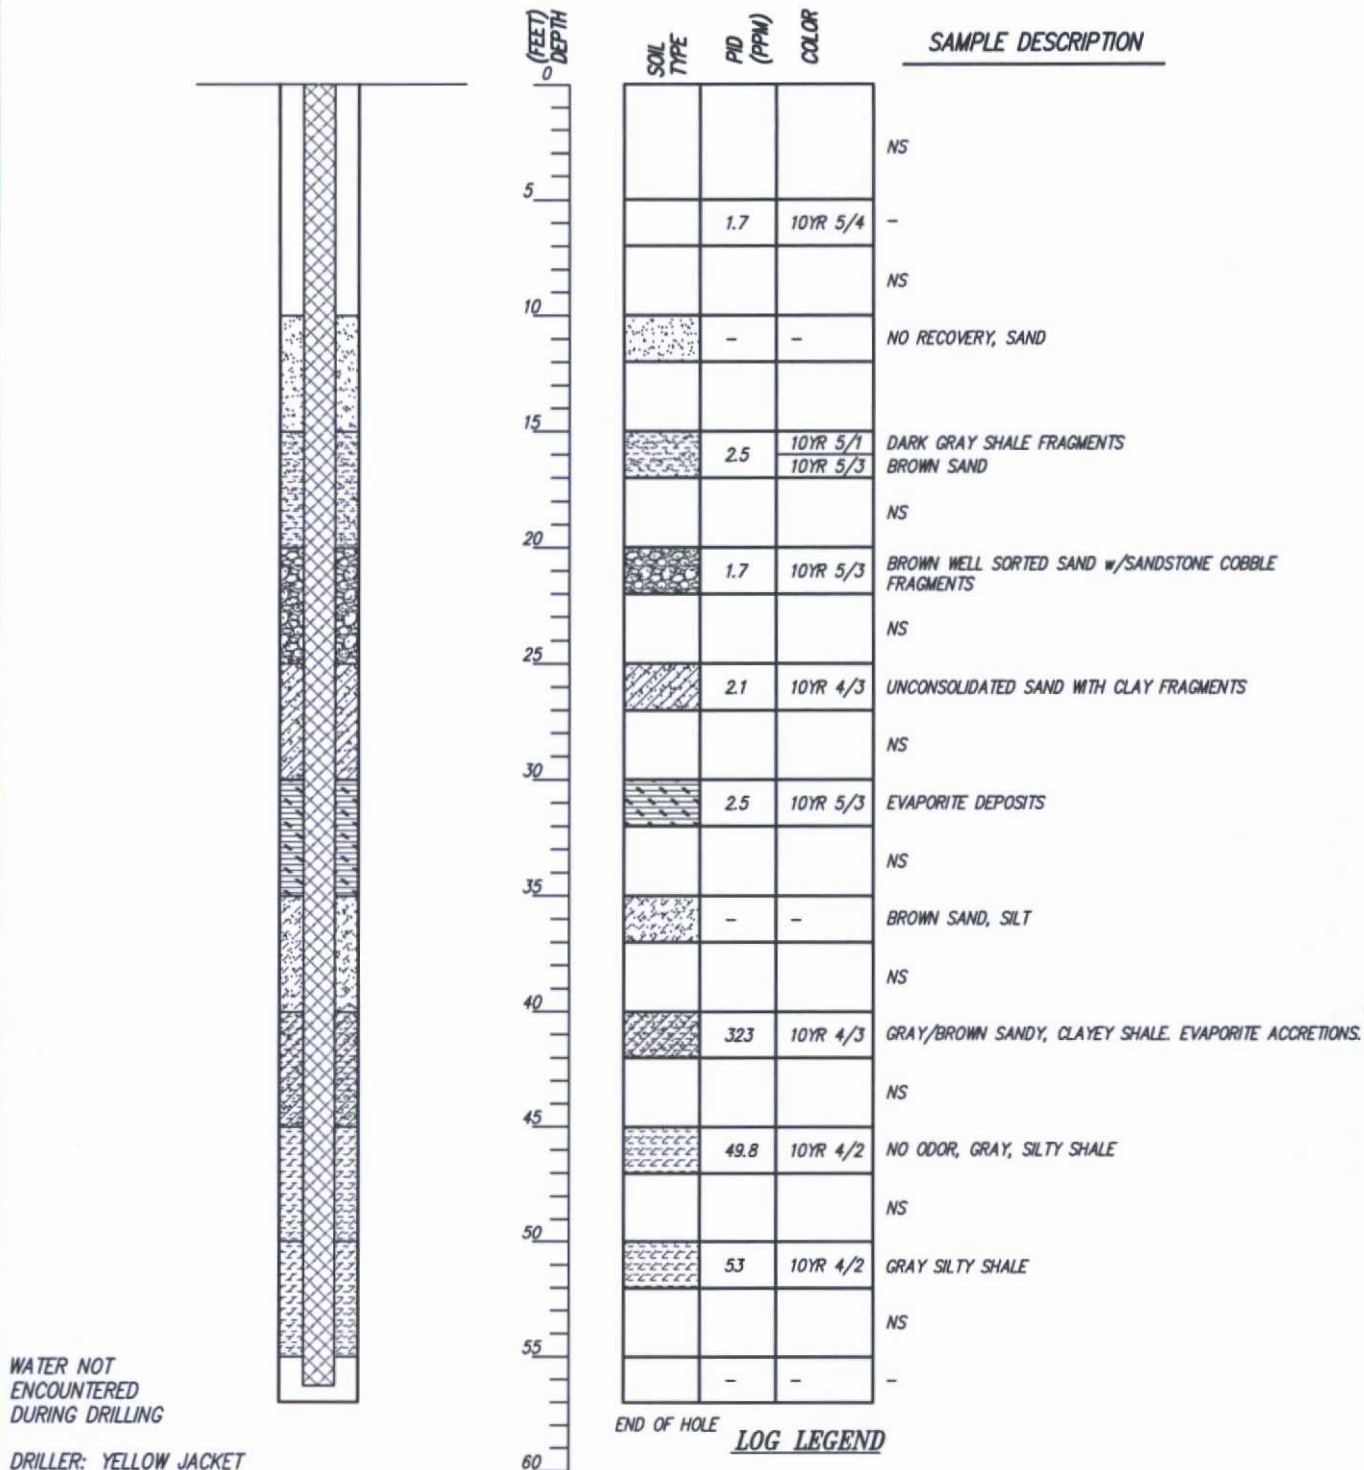 (FEET)
DEPTH
SOIL
TYPE
PID
(PPM)
COLOR
SAMPLE DESCRIPTION
0
NS
5
1.7 10YR 5/4 -
NS
10
- - NO RECOVERY, SAND
15
2.5 10YR 5/1 DARK GRAY SHALE FRAGMENTS
10YR 5/3 BROWN SAND
NS
20
1.7 10YR 5/3 BROWN WELL SORTED SAND w/SANDSTONE COBBLE
FRAGMENTS
NS
25
2.1 10YR 4/3 UNCONSOLIDATED SAND WITH CLAY FRAGMENTS
NS
30
2.5 10YR 5/3 EVAPORITE DEPOSITS
NS
35
- - BROWN SAND, SILT
NS
40
323 10YR 4/3 GRAY/BROWN SANDY, CLAYEY SHALE. EVAPORITE ACCRETIONS.
NS
45
49.8 10YR 4/2 NO ODOR, GRAY, SILTY SHALE
NS
50
53 10YR 4/2 GRAY SILTY SHALE
NS
55
- - -
WATER NOT
ENCOUNTERED
DURING DRILLING
END OF HOLE
LOG LEGEND
DRILLER: YELLOW JACKET
60